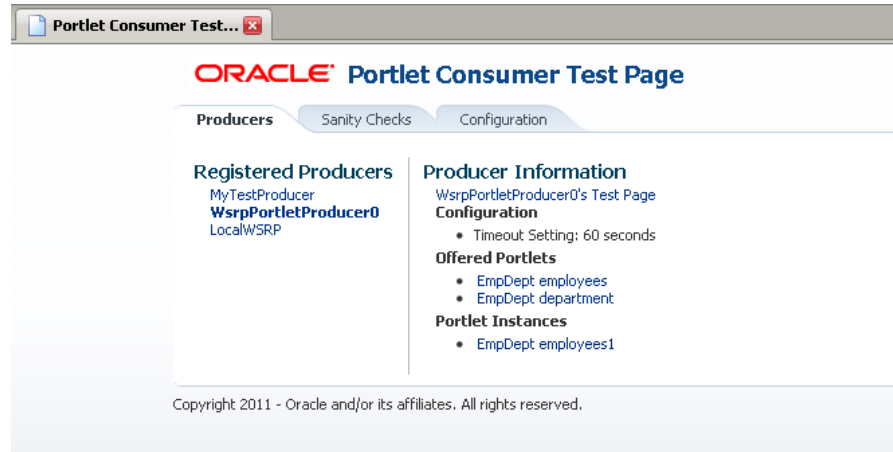 Portlet Consumer Test...
ORACLE Portlet Consumer Test Page
Producers Sanity Checks Configuration
Registered Producers
MyTestProducer
WsrpPortletProducer0
LocalWSRP
Producer Information
WsrpPortletProducer0's Test Page
Configuration
• Timeout Setting: 60 seconds
Offered Portlets
• EmpDept employees
• EmpDept department
Portlet Instances
• EmpDept employees1
Copyright 2011 - Oracle and/or its affiliates. All rights reserved.